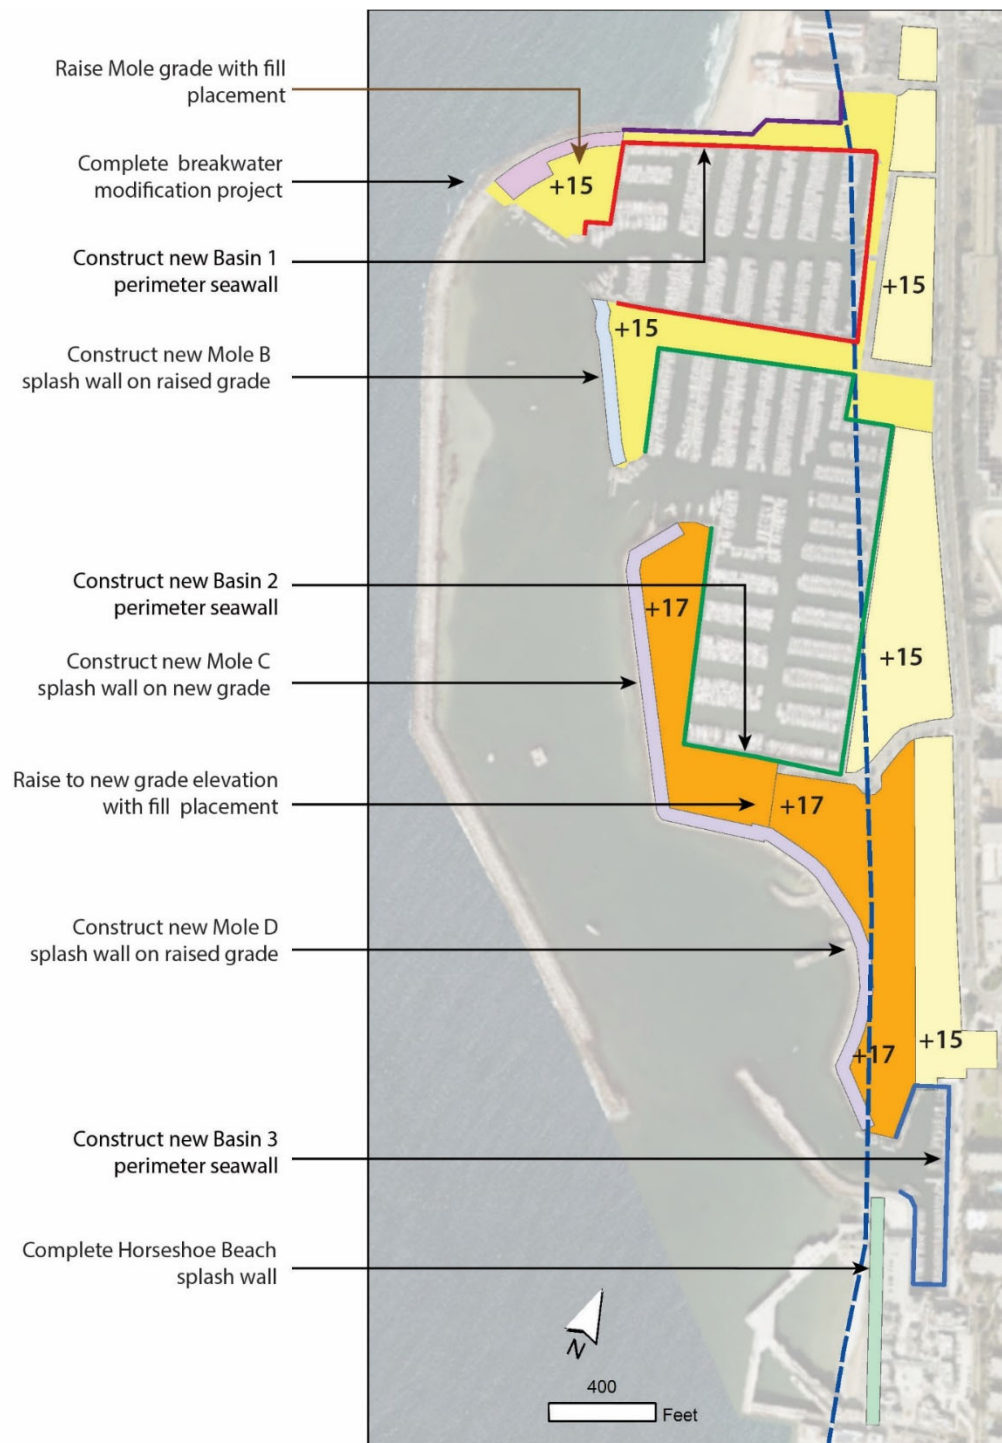 Raise Mole grade with fill
placement
Complete breakwater
modification project
+15
Construct new Basin 1
perimeter seawall
+15
+15
Construct new Mole B
splash wall on raised grade
Construct new Basin 2
perimeter seawall
+17
+15
Construct new Mole C
splash wall on new grade
Raise to new grade elevation
with fill placement
+17
Construct new Mole D
splash wall on raised grade
+15
+17
Construct new Basin 3
perimeter seawall
Complete Horseshoe Beach
splash wall
N
400
Feet